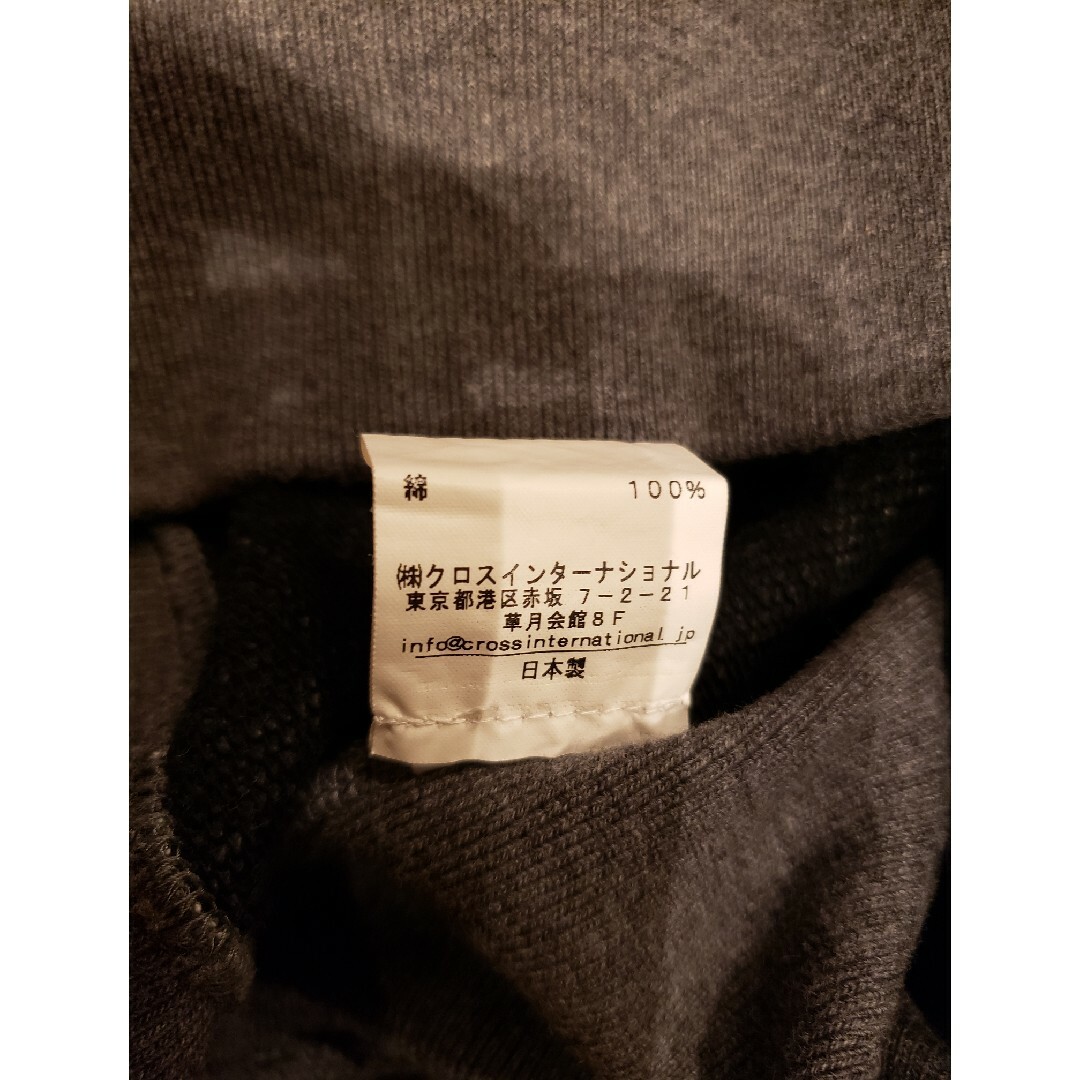 綿 100%
㈱クロスインターナショナル
東京都港区赤坂 7-2-21
草月会館8F
info@crossinternational.jp
日本製